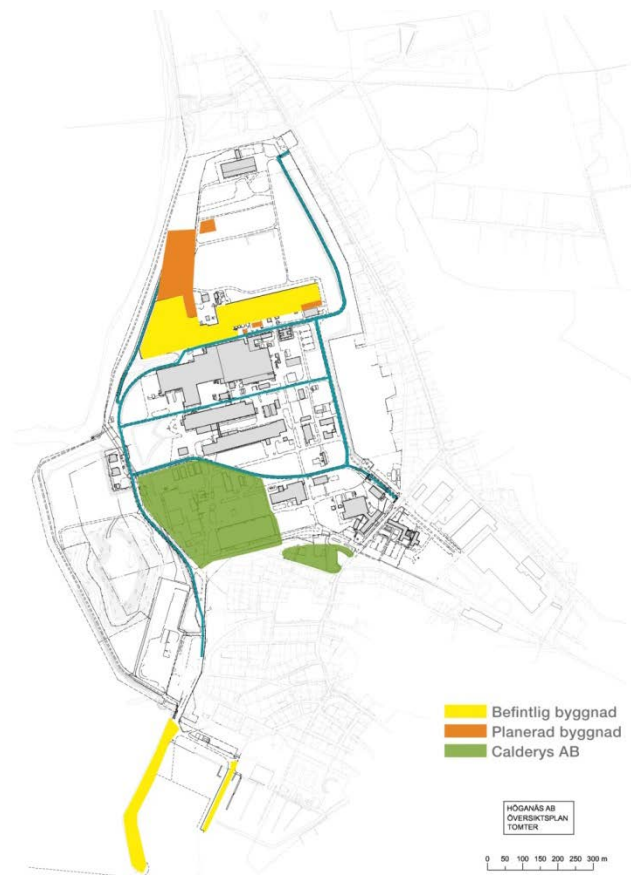 Befintlig byggnad
Planerad byggnad
Calderys AB
HÖGANÄS AB
ÖVERSIKTSPLAN
TOMTER
0 50 100 150 200 250 300 m